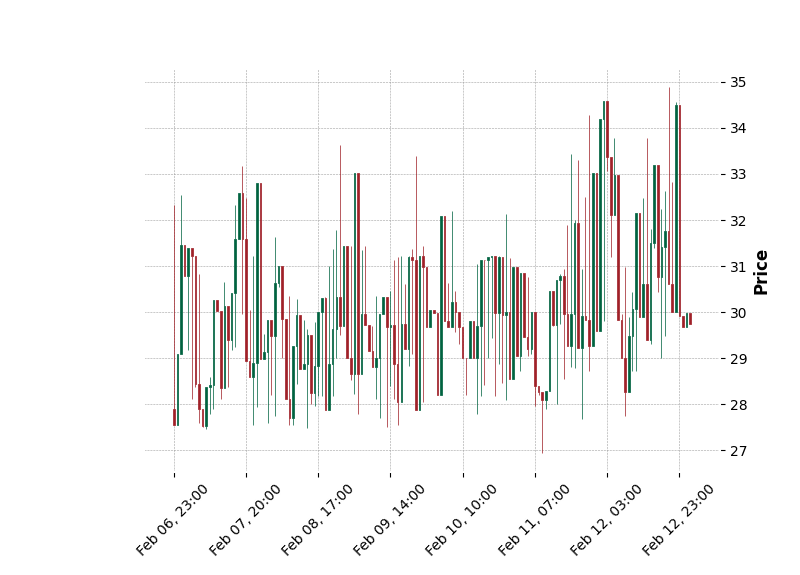 35
34
33
32
31
30
29
28
27
Price
Feb 06, 23:00
Feb 07, 20:00
Feb 08, 17:00
Feb 09, 14:00
Feb 10, 10:00
Feb 11, 07:00
Feb 12, 03:00
Feb 12, 23:00